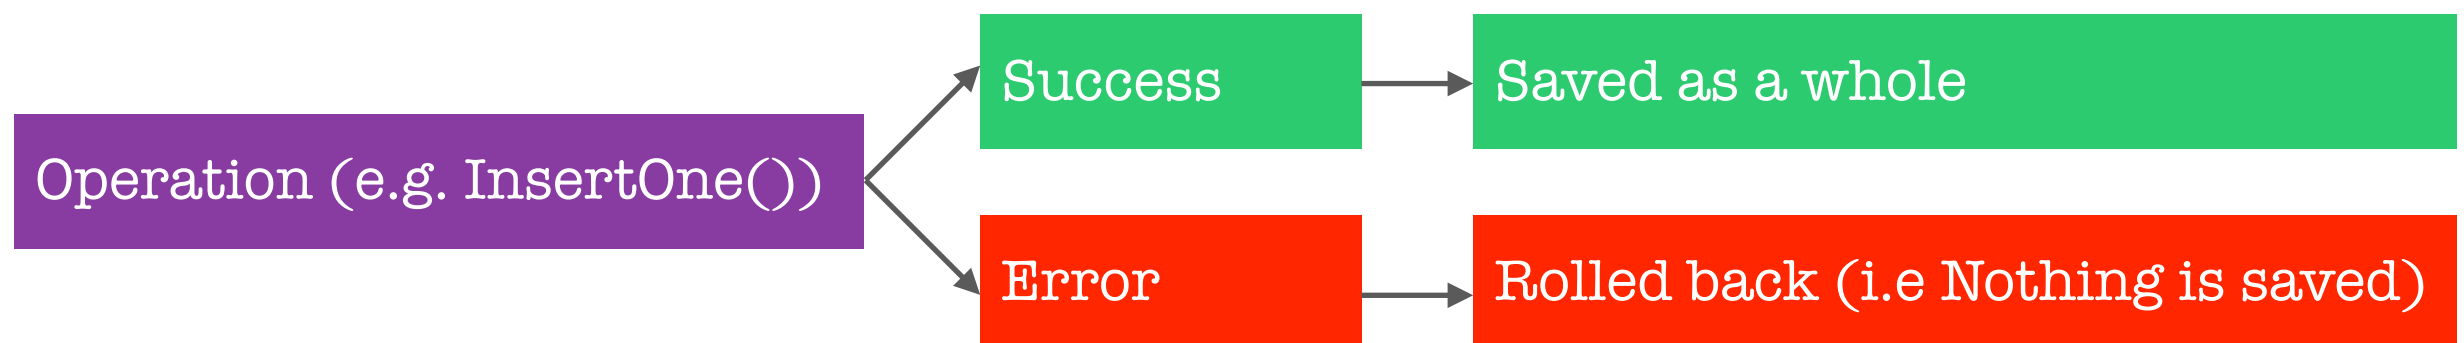 Operation (e.g. InsertOne())
Success
Saved as a whole
Error
Rolled back (i.e Nothing is saved)